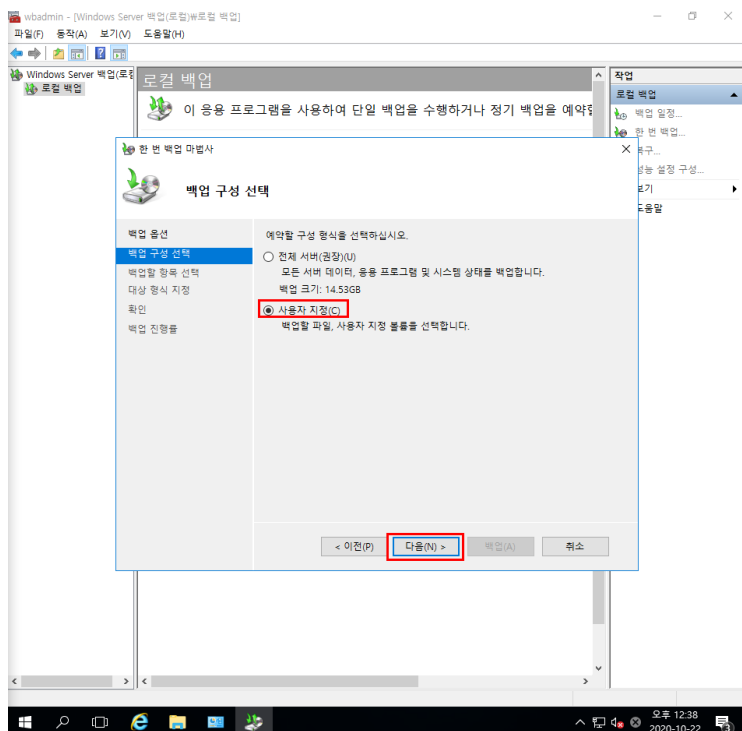 wbadmin - [Windows Server 백업(로컬)₩로컬 백업]
파일(F) 동작(A) 보기(V) 도움말(H)
Windows Server 백업(로컬
로컬 백업
로컬 백업
이 응용 프로그램을 사용하여 단일 백업을 수행하거나 정기 백업을 예약
작업
로컬 백업
백업 일정...
한 번 백업...
복구...
성능 설정 구성...
보기
도움말
한 번 백업 마법사
백업 구성 선택
백업 옵션
백업 구성 선택
백업할 항목 선택
대상 형식 지정
확인
백업 진행률
예약할 구성 형식을 선택하십시오.
전체 서버(권장)(U)
모든 서버 데이터, 응용 프로그램 및 시스템 상태를 백업합니다.
백업 크기: 14.53GB
사용자 지정(C)
백업할 파일, 사용자 지정 볼륨을 선택합니다.
< 이전(P) 다음(N) > 백업(A) 취소
오후 12:38
2020-10-22
3